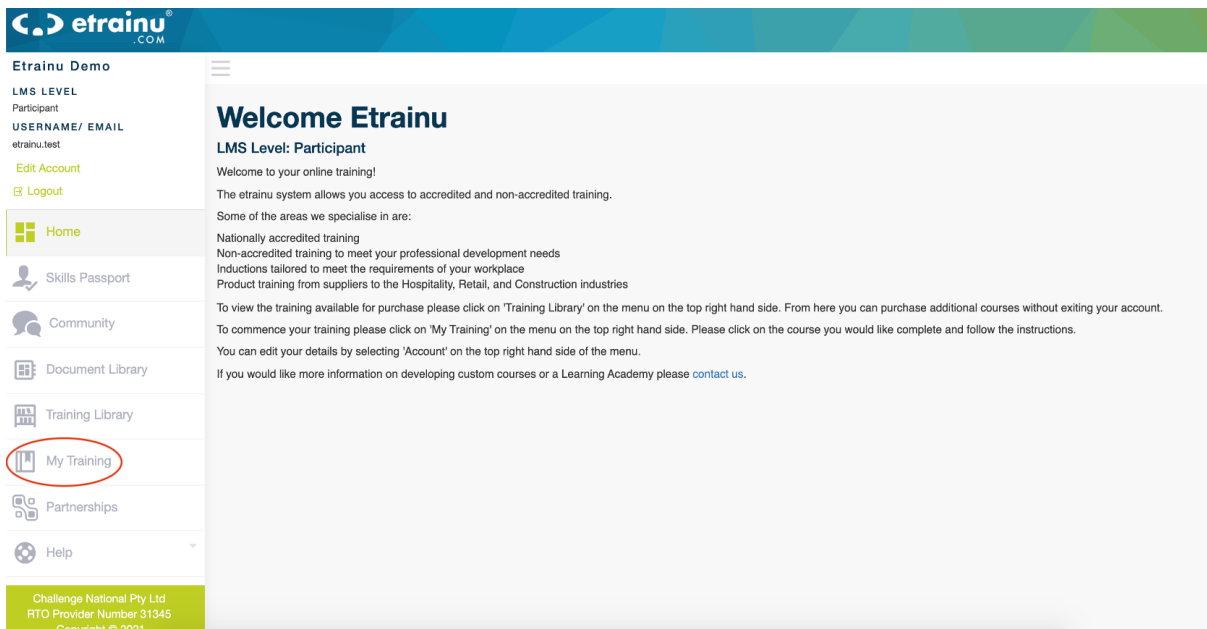 etrainu®
.COM
Etrainu Demo
LMS LEVEL
Participant
USERNAME/ EMAIL
etrainu.test
Edit Account
Logout
Home
Skills Passport
Community
Document Library
Training Library
My Training
Partnerships
Help
Challenge National Pty Ltd
RTO Provider Number 31345
Copyright © 2021
Welcome Etrainu
LMS Level: Participant
Welcome to your online training!
The etrainu system allows you access to accredited and non-accredited training.
Some of the areas we specialise in are:
Nationally accredited training
Non-accredited training to meet your professional development needs
Inductions tailored to meet the requirements of your workplace
Product training from suppliers to the Hospitality, Retail, and Construction industries
To view the training available for purchase please click on 'Training Library' on the menu on the top right hand side. From here you can purchase additional courses without exiting your account.
To commence your training please click on 'My Training' on the menu on the top right hand side. Please click on the course you would like complete and follow the instructions.
You can edit your details by selecting 'Account' on the top right hand side of the menu.
If you would like more information on developing custom courses or a Learning Academy please contact us.